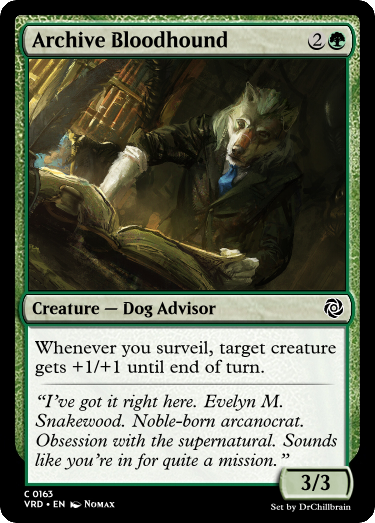 Archive Bloodhound 2
Creature — Dog Advisor
Whenever you surveil, target creature
gets +1/+1 until end of turn.
“I’ve got it right here. Evelyn M.
Snakewood. Noble-born arcanocrat.
Obsession with the supernatural. Sounds
like you’re in for quite a mission.”
3/3
C 0163
VRD • EN Nomax
Set by DrChillbrain